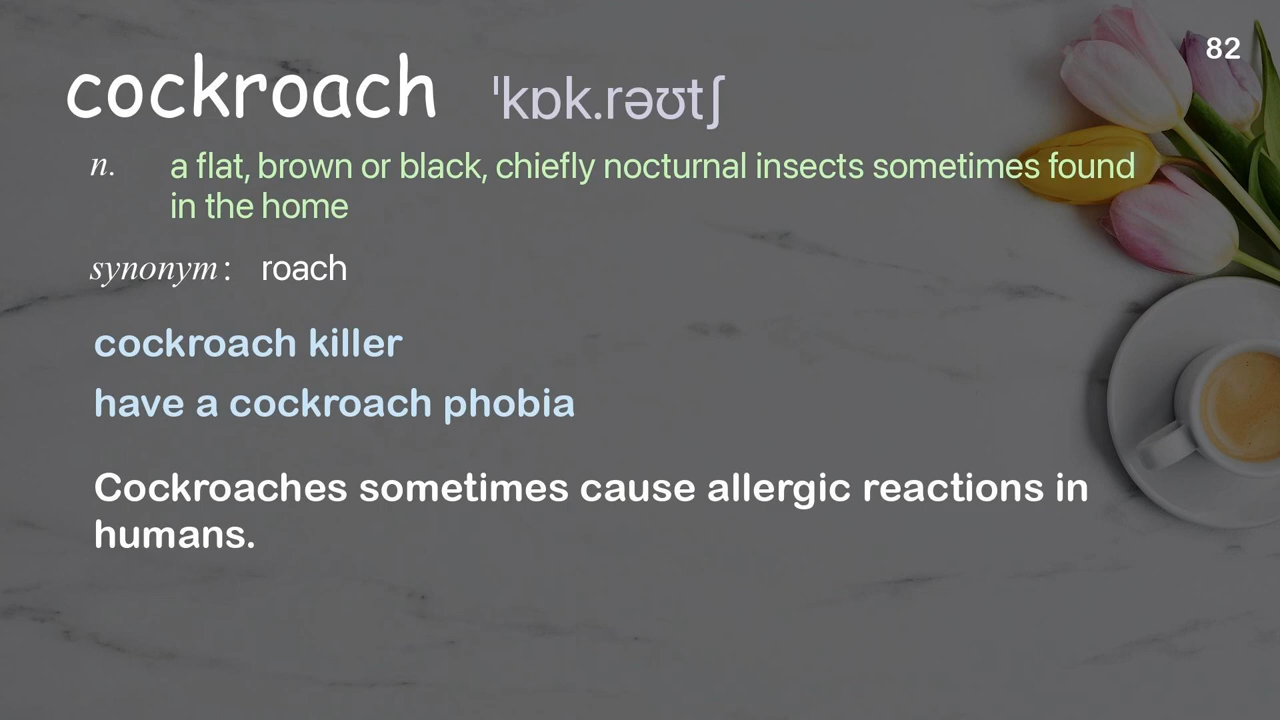 82
cockroach ˈkɒk.rəʊtʃ
n. a flat, brown or black, chiefly nocturnal insects sometimes found
in the home
synonym: roach
cockroach killer
have a cockroach phobia
Cockroaches sometimes cause allergic reactions in
humans.